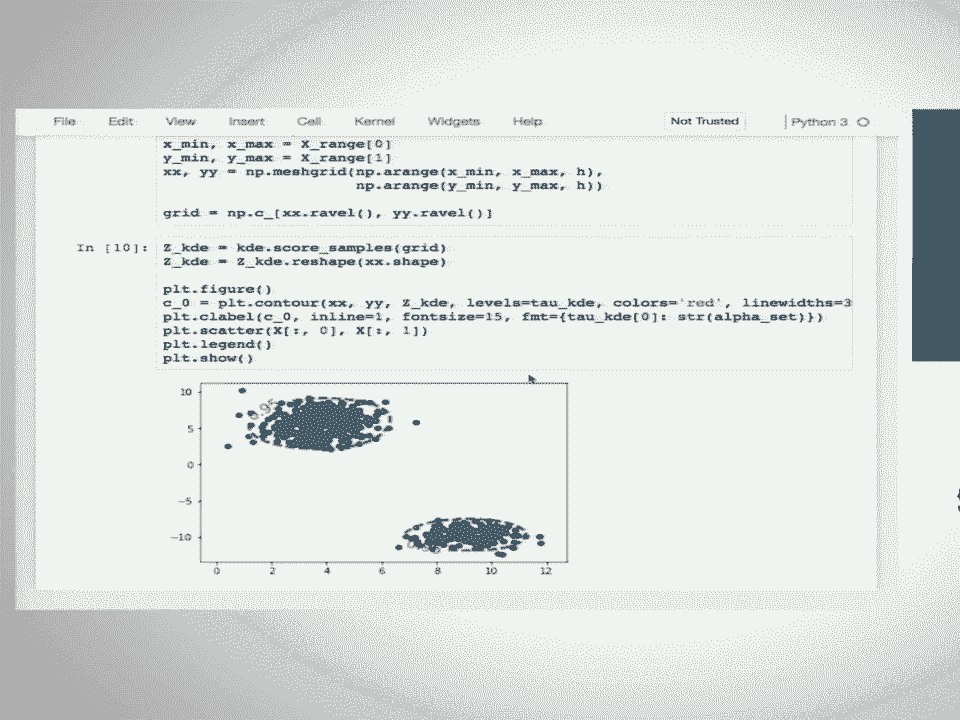 File Edit View Insert Cell Kernel Widgets Help Not Trusted Python 3
x_min, x_max = X_range[0]
y_min, y_max = X_range[1]
xx, yy = np.meshgrid(np.arange(x_min, x_max, h),
np.arange(y_min, y_max, h))
grid = np.c_[xx.ravel(), yy.ravel()]
In [10]: Z_kde = kde.score_samples(grid)
Z_kde = Z_kde.reshape(xx.shape)
plt.figure()
c_0 = plt.contour(xx, yy, Z_kde, levels=tau_kde, colors='red', linewidths=3
plt.clabel(c_0, inline=1, fontsize=15, fmt={tau_kde[0]: str(alpha_set)})
plt.scatter(X[:, 0], X[:, 1])
plt.legend()
plt.show()
10
5
0
−5
−10
0 2 4 6 8 10 12
0.95